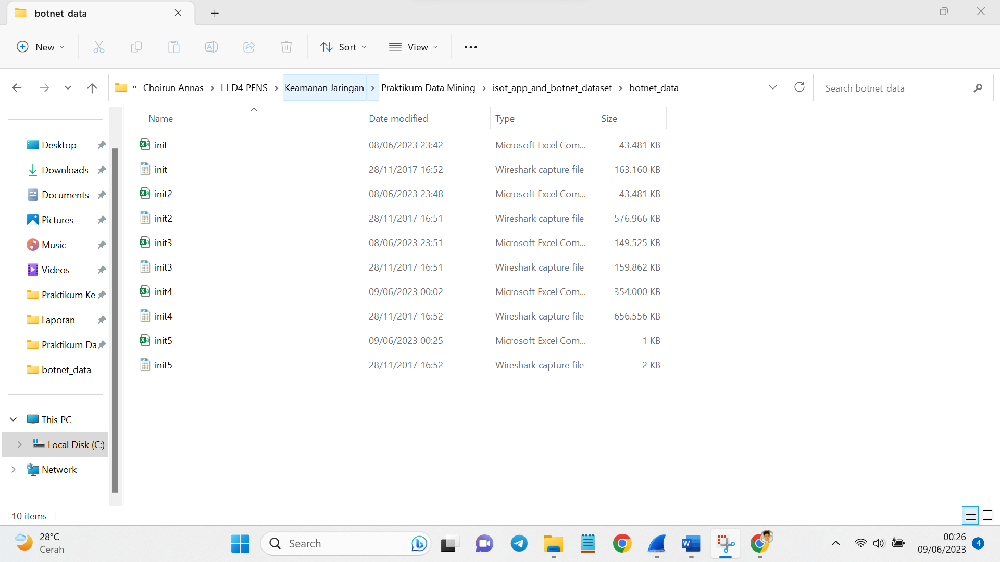 botnet_data
New
Sort
View
« Choirun Annas > LJ D4 PENS > Keamanan Jaringan > Praktikum Data Mining > isot_app_and_botnet_dataset > botnet_data
Search botnet_data
Name Date modified Type Size
init 08/06/2023 23:42 Microsoft Excel Com... 43.481 KB
init 28/11/2017 16:52 Wireshark capture file 163.160 KB
init2 08/06/2023 23:48 Microsoft Excel Com... 43.481 KB
init2 28/11/2017 16:51 Wireshark capture file 576.966 KB
init3 08/06/2023 23:51 Microsoft Excel Com... 149.525 KB
init3 28/11/2017 16:51 Wireshark capture file 159.862 KB
init4 09/06/2023 00:02 Microsoft Excel Com... 354.000 KB
init4 28/11/2017 16:52 Wireshark capture file 656.556 KB
init5 09/06/2023 00:25 Microsoft Excel Com... 1 KB
init5 28/11/2017 16:52 Wireshark capture file 2 KB
Desktop
Downloads
Documents
Pictures
Music
Videos
Praktikum Ke
Laporan
Praktikum Da
botnet_data
This PC
Local Disk (C:)
Network
10 items
28°C
Cerah
Search
00:26
09/06/2023
4